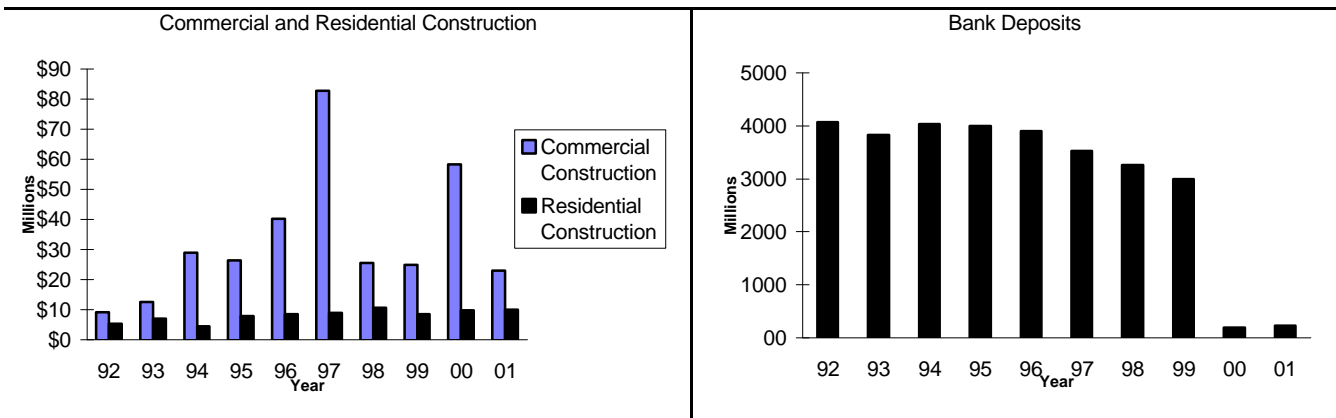 Commercial and Residential Construction
$90
$80
$70
$60
$50
$40
$30
$20
$10
$0
Millions
92 93 94 95 96 97 98 99 00 01
Year
Commercial
Construction
Residential
Construction
Bank Deposits
5000
4000
3000
2000
1000
00
Millions
92 93 94 95 96 97 98 99 00 01
Year